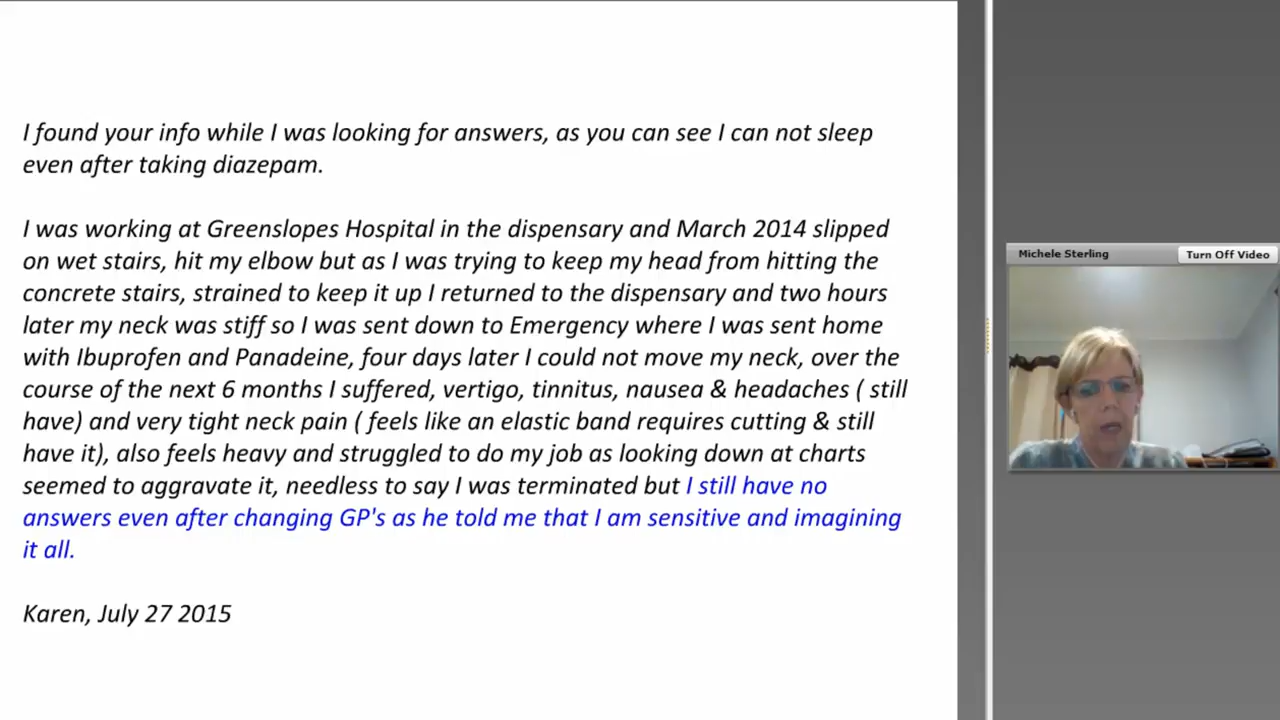 I found your info while I was looking for answers, as you can see I can not sleep
even after taking diazepam.
I was working at Greenslopes Hospital in the dispensary and March 2014 slipped
on wet stairs, hit my elbow but as I was trying to keep my head from hitting the
concrete stairs, strained to keep it up I returned to the dispensary and two hours
later my neck was stiff so I was sent down to Emergency where I was sent home
with Ibuprofen and Panadeine, four days later I could not move my neck, over the
course of the next 6 months I suffered, vertigo, tinnitus, nausea & headaches ( still
have) and very tight neck pain ( feels like an elastic band requires cutting & still
have it), also feels heavy and struggled to do my job as looking down at charts
seemed to aggravate it, needless to say I was terminated but I still have no
answers even after changing GP's as he told me that I am sensitive and imagining
it all.
Karen, July 27 2015
Michele Sterling
Turn Off Video